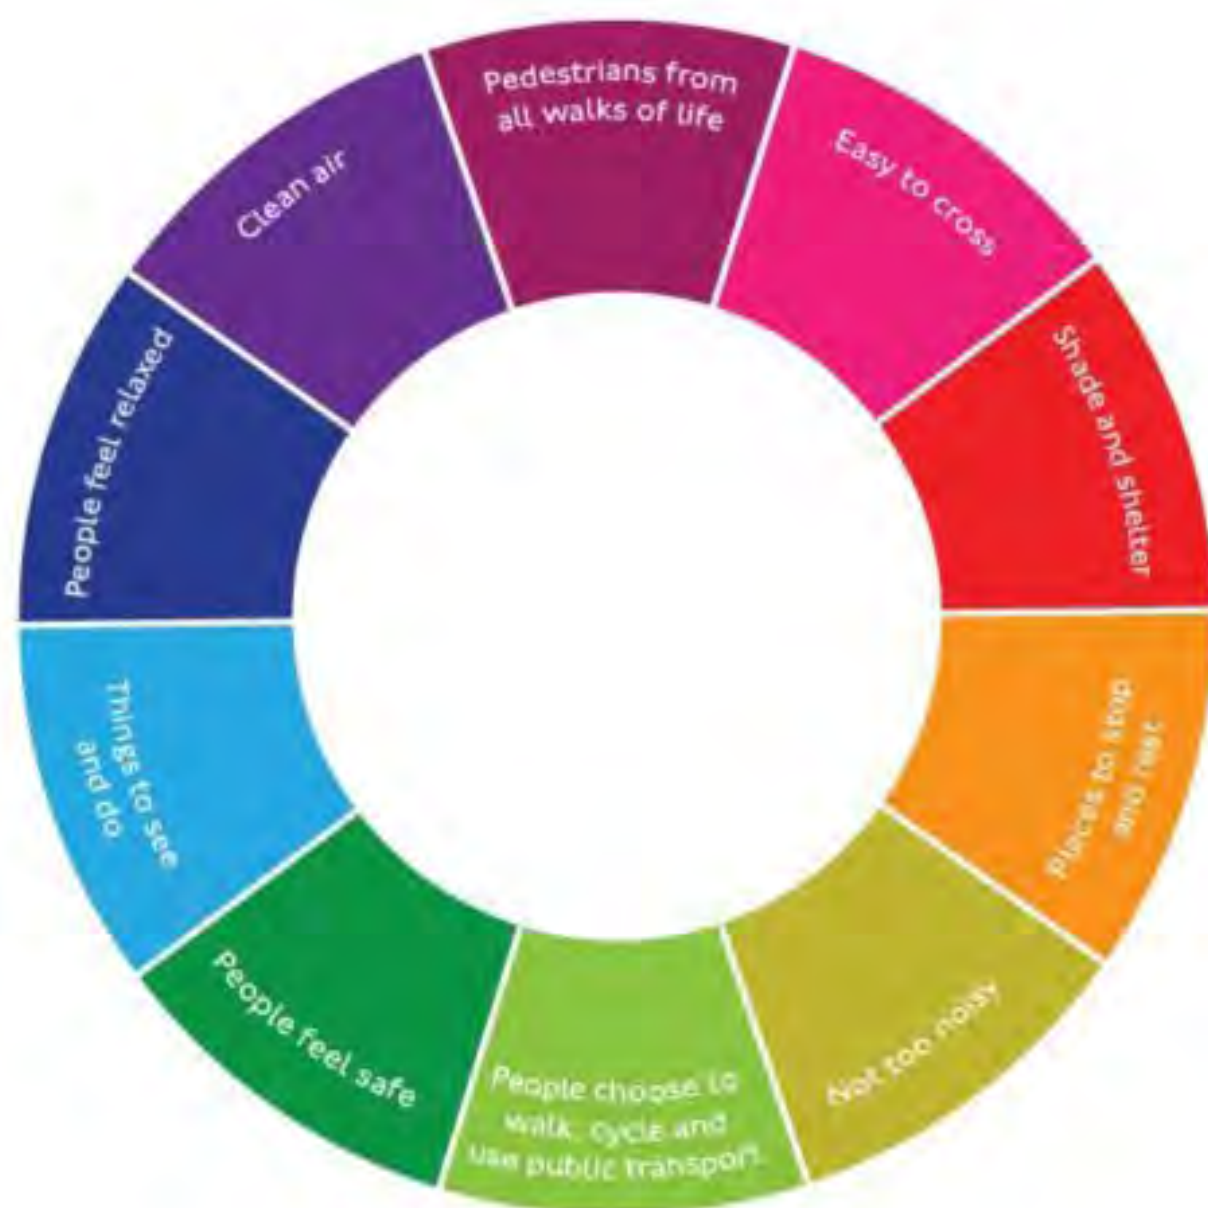 Pedestrians from
all walks of life
Easy to cross
Shade and shelter
Places to stop
and rest
Not too noisy
People choose to
walk, cycle and
use public transport
People feel safe
Things to see
and do
People feel relaxed
Clean air